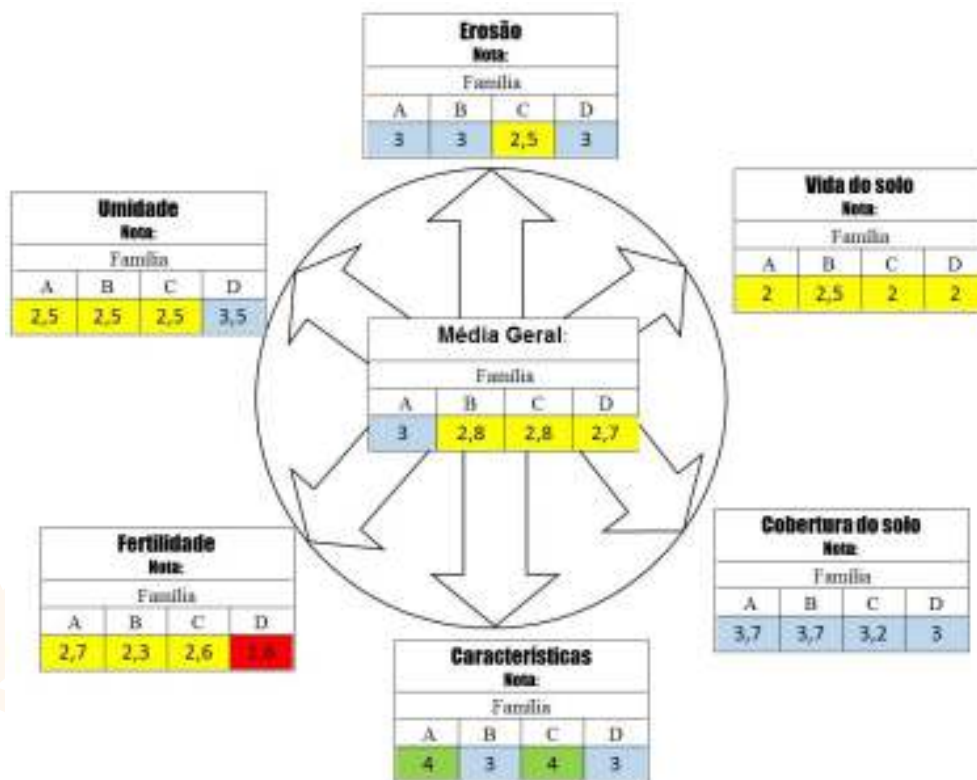 Erosão
Nota:
Família
A B C D
3 3 2,5 3
Umidade
Nota:
Família
A B C D
2,5 2,5 2,5 3,5
Vida do solo
Nota:
Família
A B C D
2 2,5 2 2
Média Geral:
Família
A B C D
3 2,8 2,8 2,7
Fertilidade
Nota:
Família
A B C D
2,7 2,3 2,6
Cobertura do solo
Nota:
Família
A B C D
3,7 3,7 3,2 3
Características
Nota:
Família
A B C D
4 3 4 3